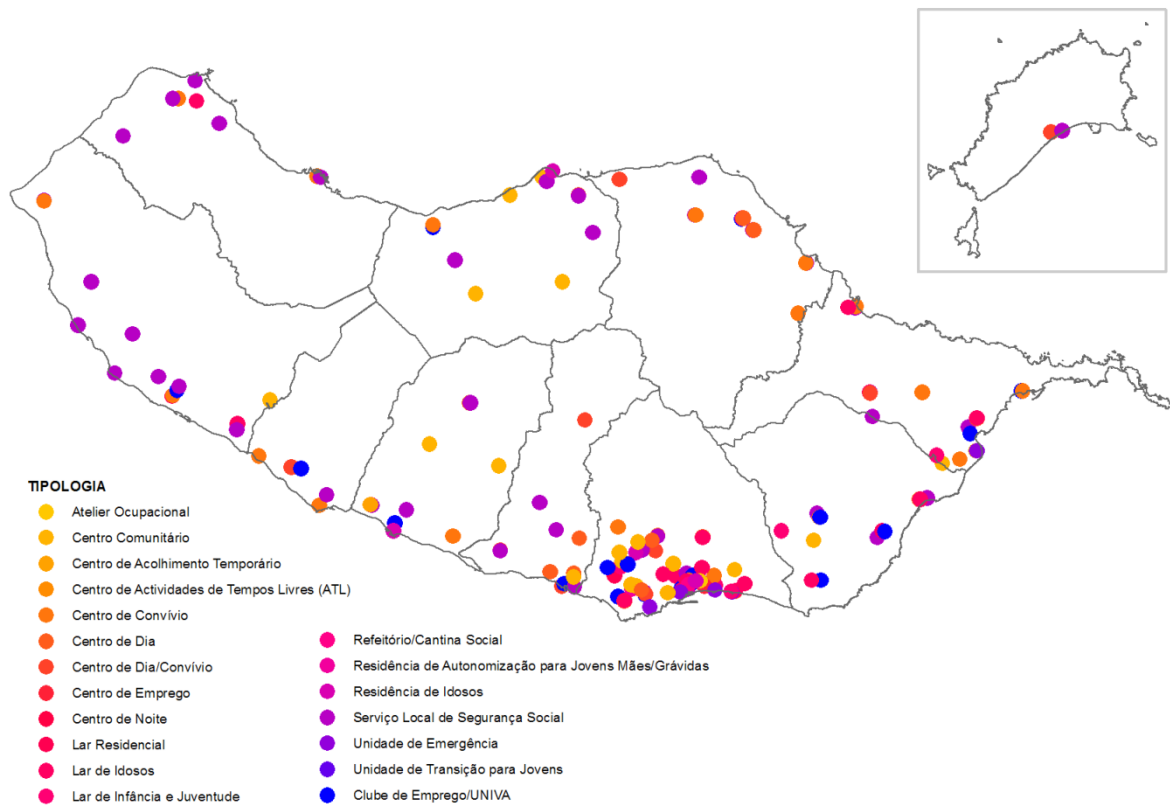 TIPOLOGIA
Atelier Ocupacional
Centro Comunitário
Centro de Acolhimento Temporário
Centro de Actividades de Tempos Livres (ATL)
Centro de Convívio
Centro de Dia
Centro de Dia/Convívio
Centro de Emprego
Centro de Noite
Lar Residencial
Lar de Idosos
Lar de Infância e Juventude
Refeitório/Cantina Social
Residência de Autonomização para Jovens Mães/Grávidas
Residência de Idosos
Serviço Local de Segurança Social
Unidade de Emergência
Unidade de Transição para Jovens
Clube de Emprego/UNIVA